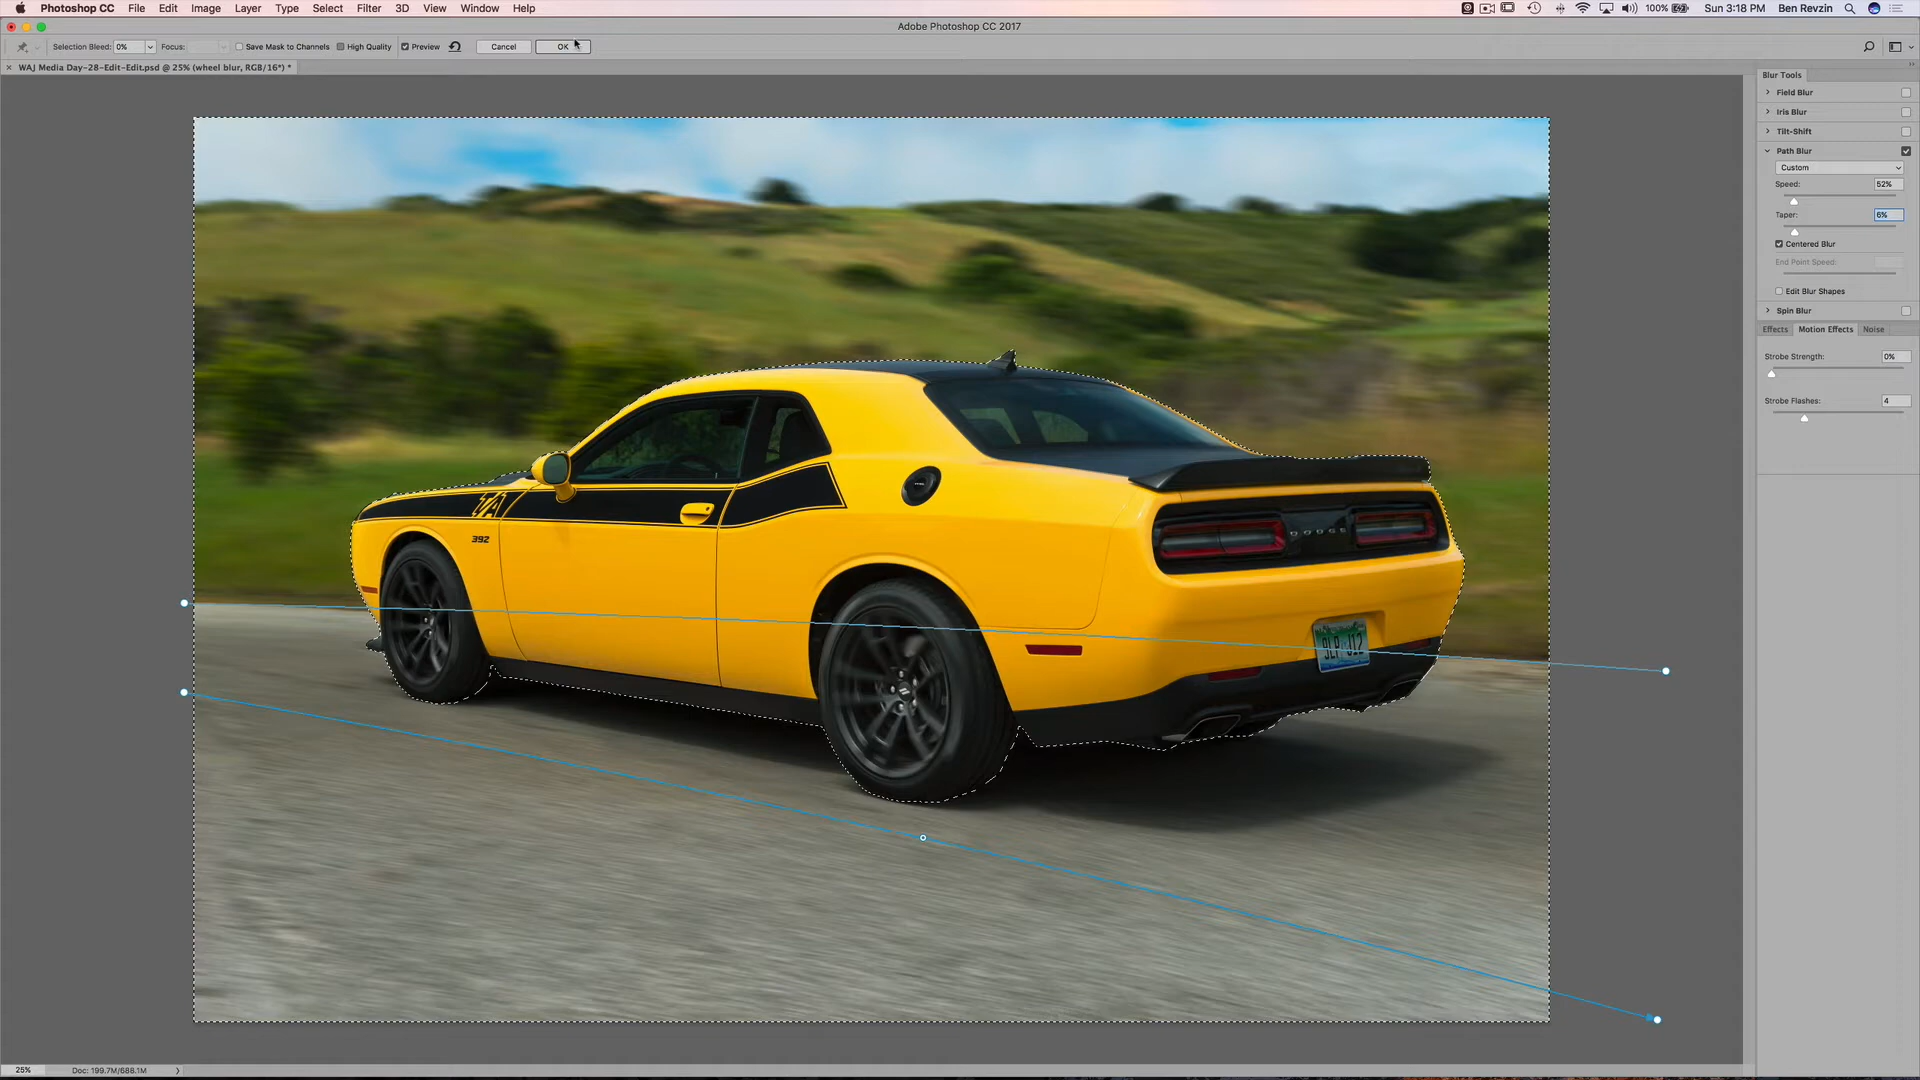 Photoshop CC File Edit Image Layer Type Select Filter 3D View Window Help 100% Sun 3:18 PM Ben Revzin
Adobe Photoshop CC 2017
Selection Bleed: 0% Focus: Save Mask to Channels High Quality Preview Cancel OK
WAJ Media Day-28-Edit-Edit.psd @ 25% (wheel blur, RGB/16*) *
Blur Tools
Field Blur
Iris Blur
Tilt-Shift
Path Blur
Custom
Speed: 52%
Taper: 6%
Centered Blur
End Point Speed:
Edit Blur Shapes
Spin Blur
Effects Motion Effects Noise
Strobe Strength: 0%
Strobe Flashes: 4
T/A
392
DODGE
25% Doc: 199.7M/688.1M